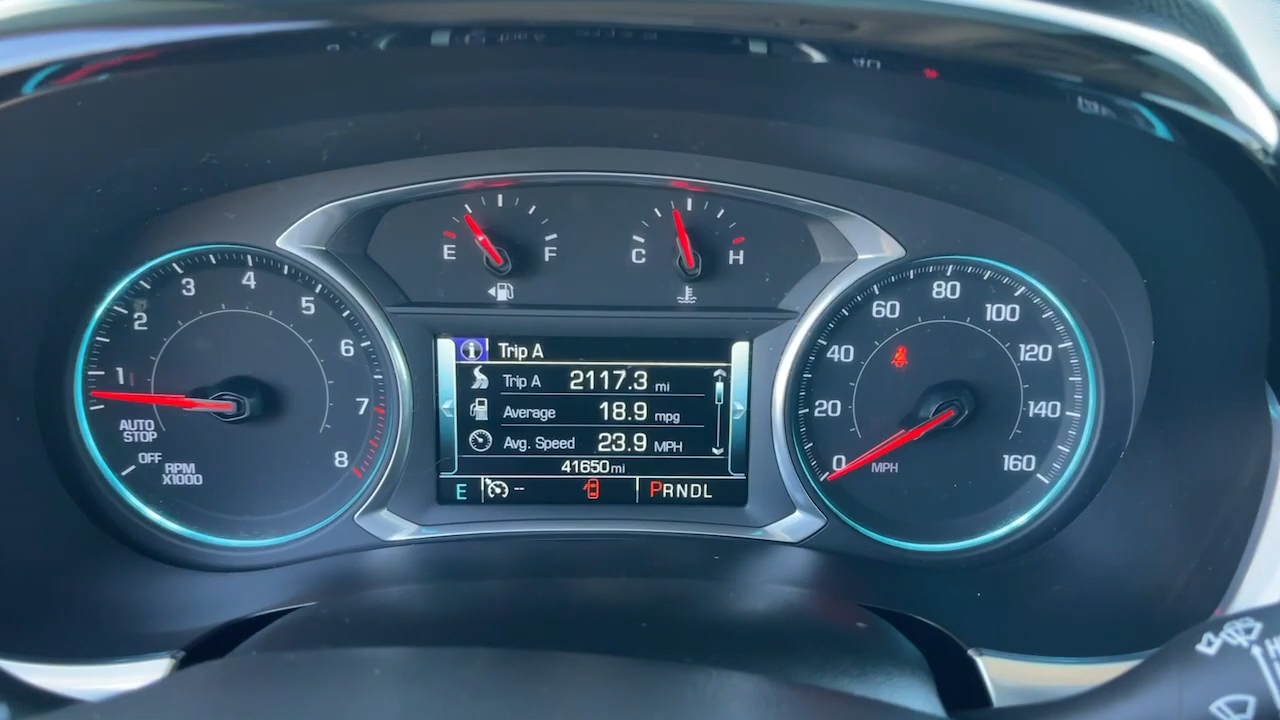 E F
C H
1 2 3 4 5 6 7 8
AUTO
STOP
OFF
RPM
X1000
Trip A
Trip A 2117.3 mi
Average 18.9 mpg
Avg. Speed 23.9 MPH
41650 mi
E -- PRNDL
0 20 40 60 80 100 120 140 160
MPH